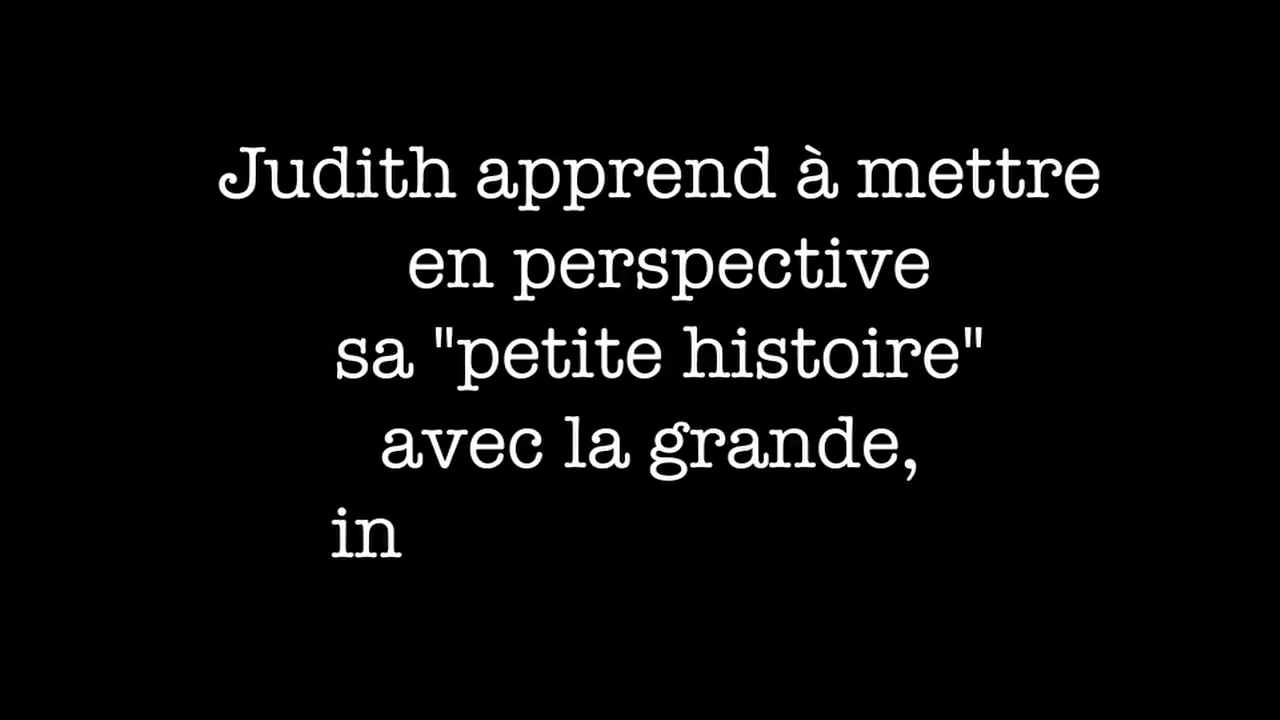 Judith apprend à mettre
en perspective
sa "petite histoire"
avec la grande,
in